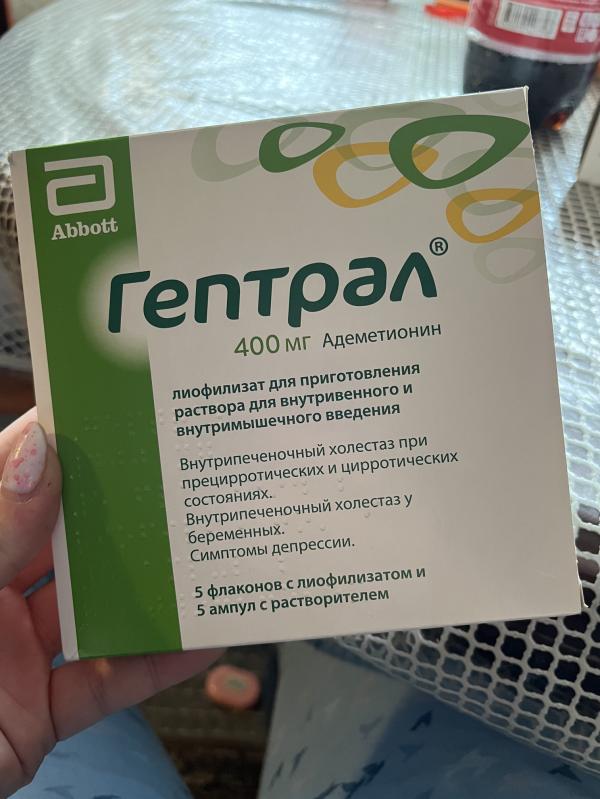 Abbott
Гептрал®
400 мг Адеметионин
лиофилизат для приготовления
раствора для внутривенного и
внутримышечного введения
Внутрипеченочный холестаз при
прецирротических и цирротических
состояниях.
Внутрипеченочный холестаз у
беременных.
Симптомы депрессии.
5 флаконов с лиофилизатом и
5 ампул с растворителем